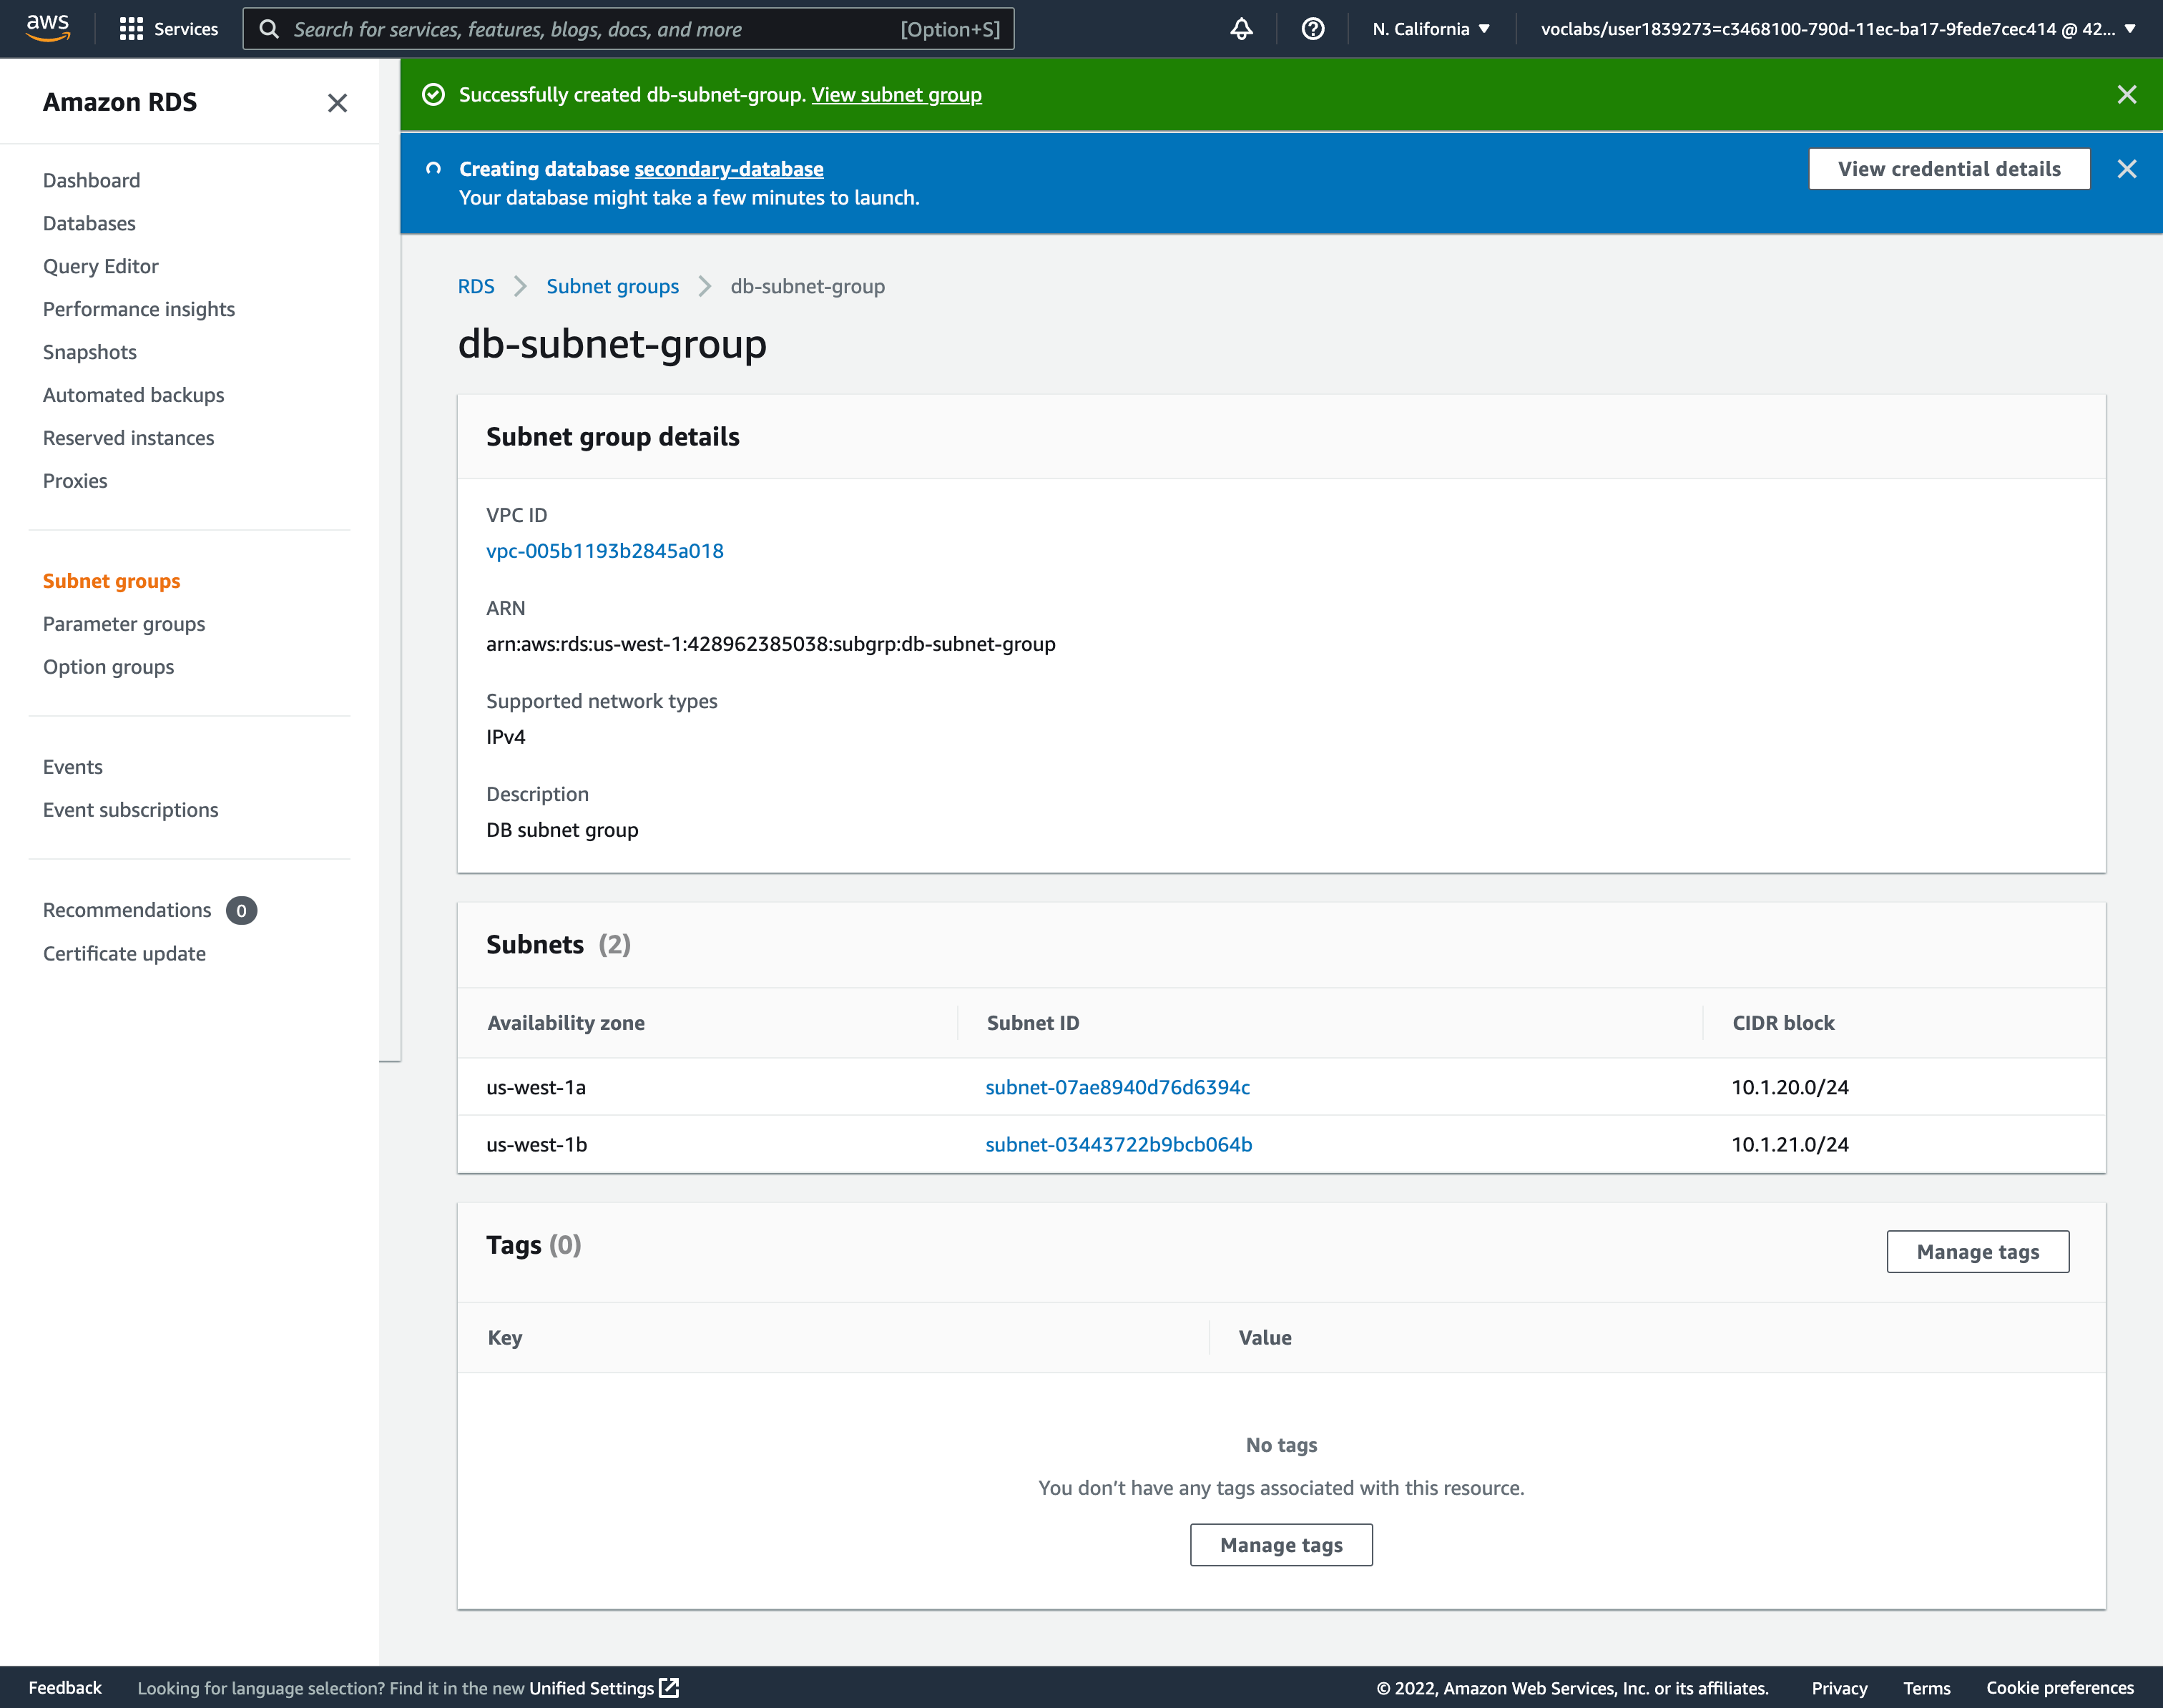 aws
Services
Search for services, features, blogs, docs, and more
[Option+S]
N. California
voclabs/user1839273=c3468100-790d-11ec-ba17-9fede7cec414 @ 42...
Amazon RDS
Dashboard
Databases
Query Editor
Performance insights
Snapshots
Automated backups
Reserved instances
Proxies
Subnet groups
Parameter groups
Option groups
Events
Event subscriptions
Recommendations 0
Certificate update
Successfully created db-subnet-group. View subnet group
Creating database secondary-database
Your database might take a few minutes to launch.
View credential details
RDS > Subnet groups > db-subnet-group
db-subnet-group
Subnet group details
VPC ID
vpc-005b1193b2845a018
ARN
arn:aws:rds:us-west-1:428962385038:subgrp:db-subnet-group
Supported network types
IPv4
Description
DB subnet group
Subnets (2)
Availability zone Subnet ID CIDR block
us-west-1a subnet-07ae8940d76d6394c 10.1.20.0/24
us-west-1b subnet-03443722b9bcb064b 10.1.21.0/24
Tags (0)
Manage tags
Key Value
No tags
You don’t have any tags associated with this resource.
Manage tags
Feedback Looking for language selection? Find it in the new Unified Settings
© 2022, Amazon Web Services, Inc. or its affiliates. Privacy Terms Cookie preferences